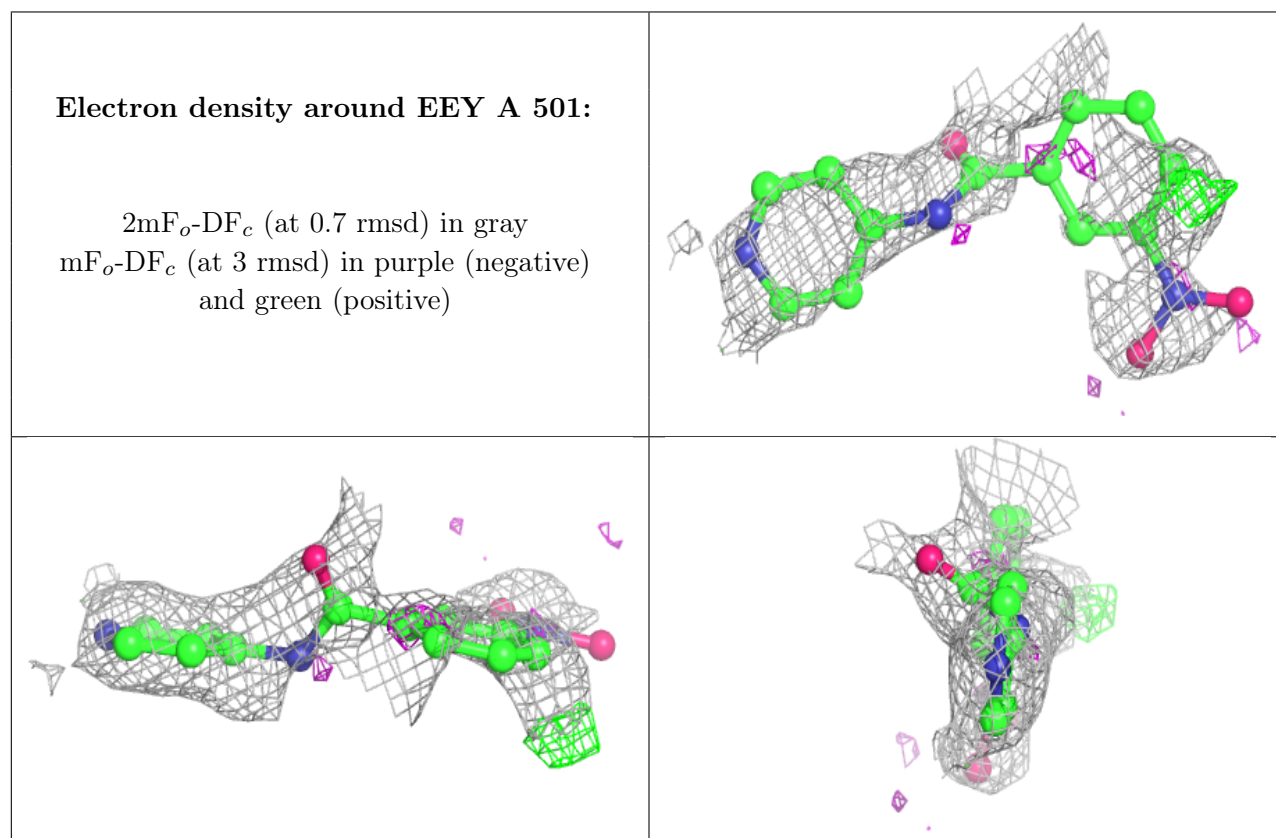 Electron density around EEY A 501:
2mFo-DFc (at 0.7 rmsd) in gray
mFo-DFc (at 3 rmsd) in purple (negative)
and green (positive)